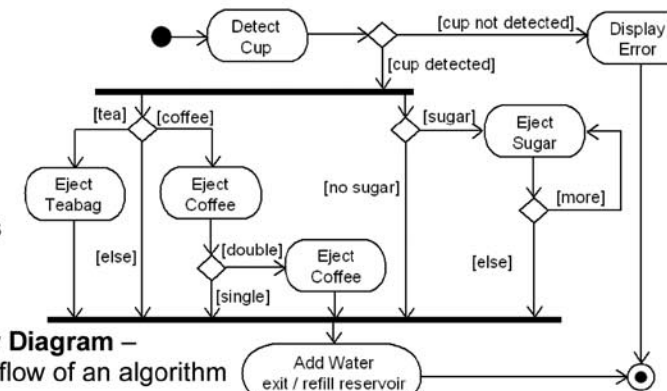 Detect
Cup
[cup not detected]
Display
Error
[cup detected]
[tea]
[coffee]
[sugar]
Eject
Sugar
Eject
Teabag
Eject
Coffee
[no sugar]
[more]
s
[else]
[double]
Eject
Coffee
[else]
[single]
Diagram –
flow of an algorithm
Add Water
exit / refill reservoir